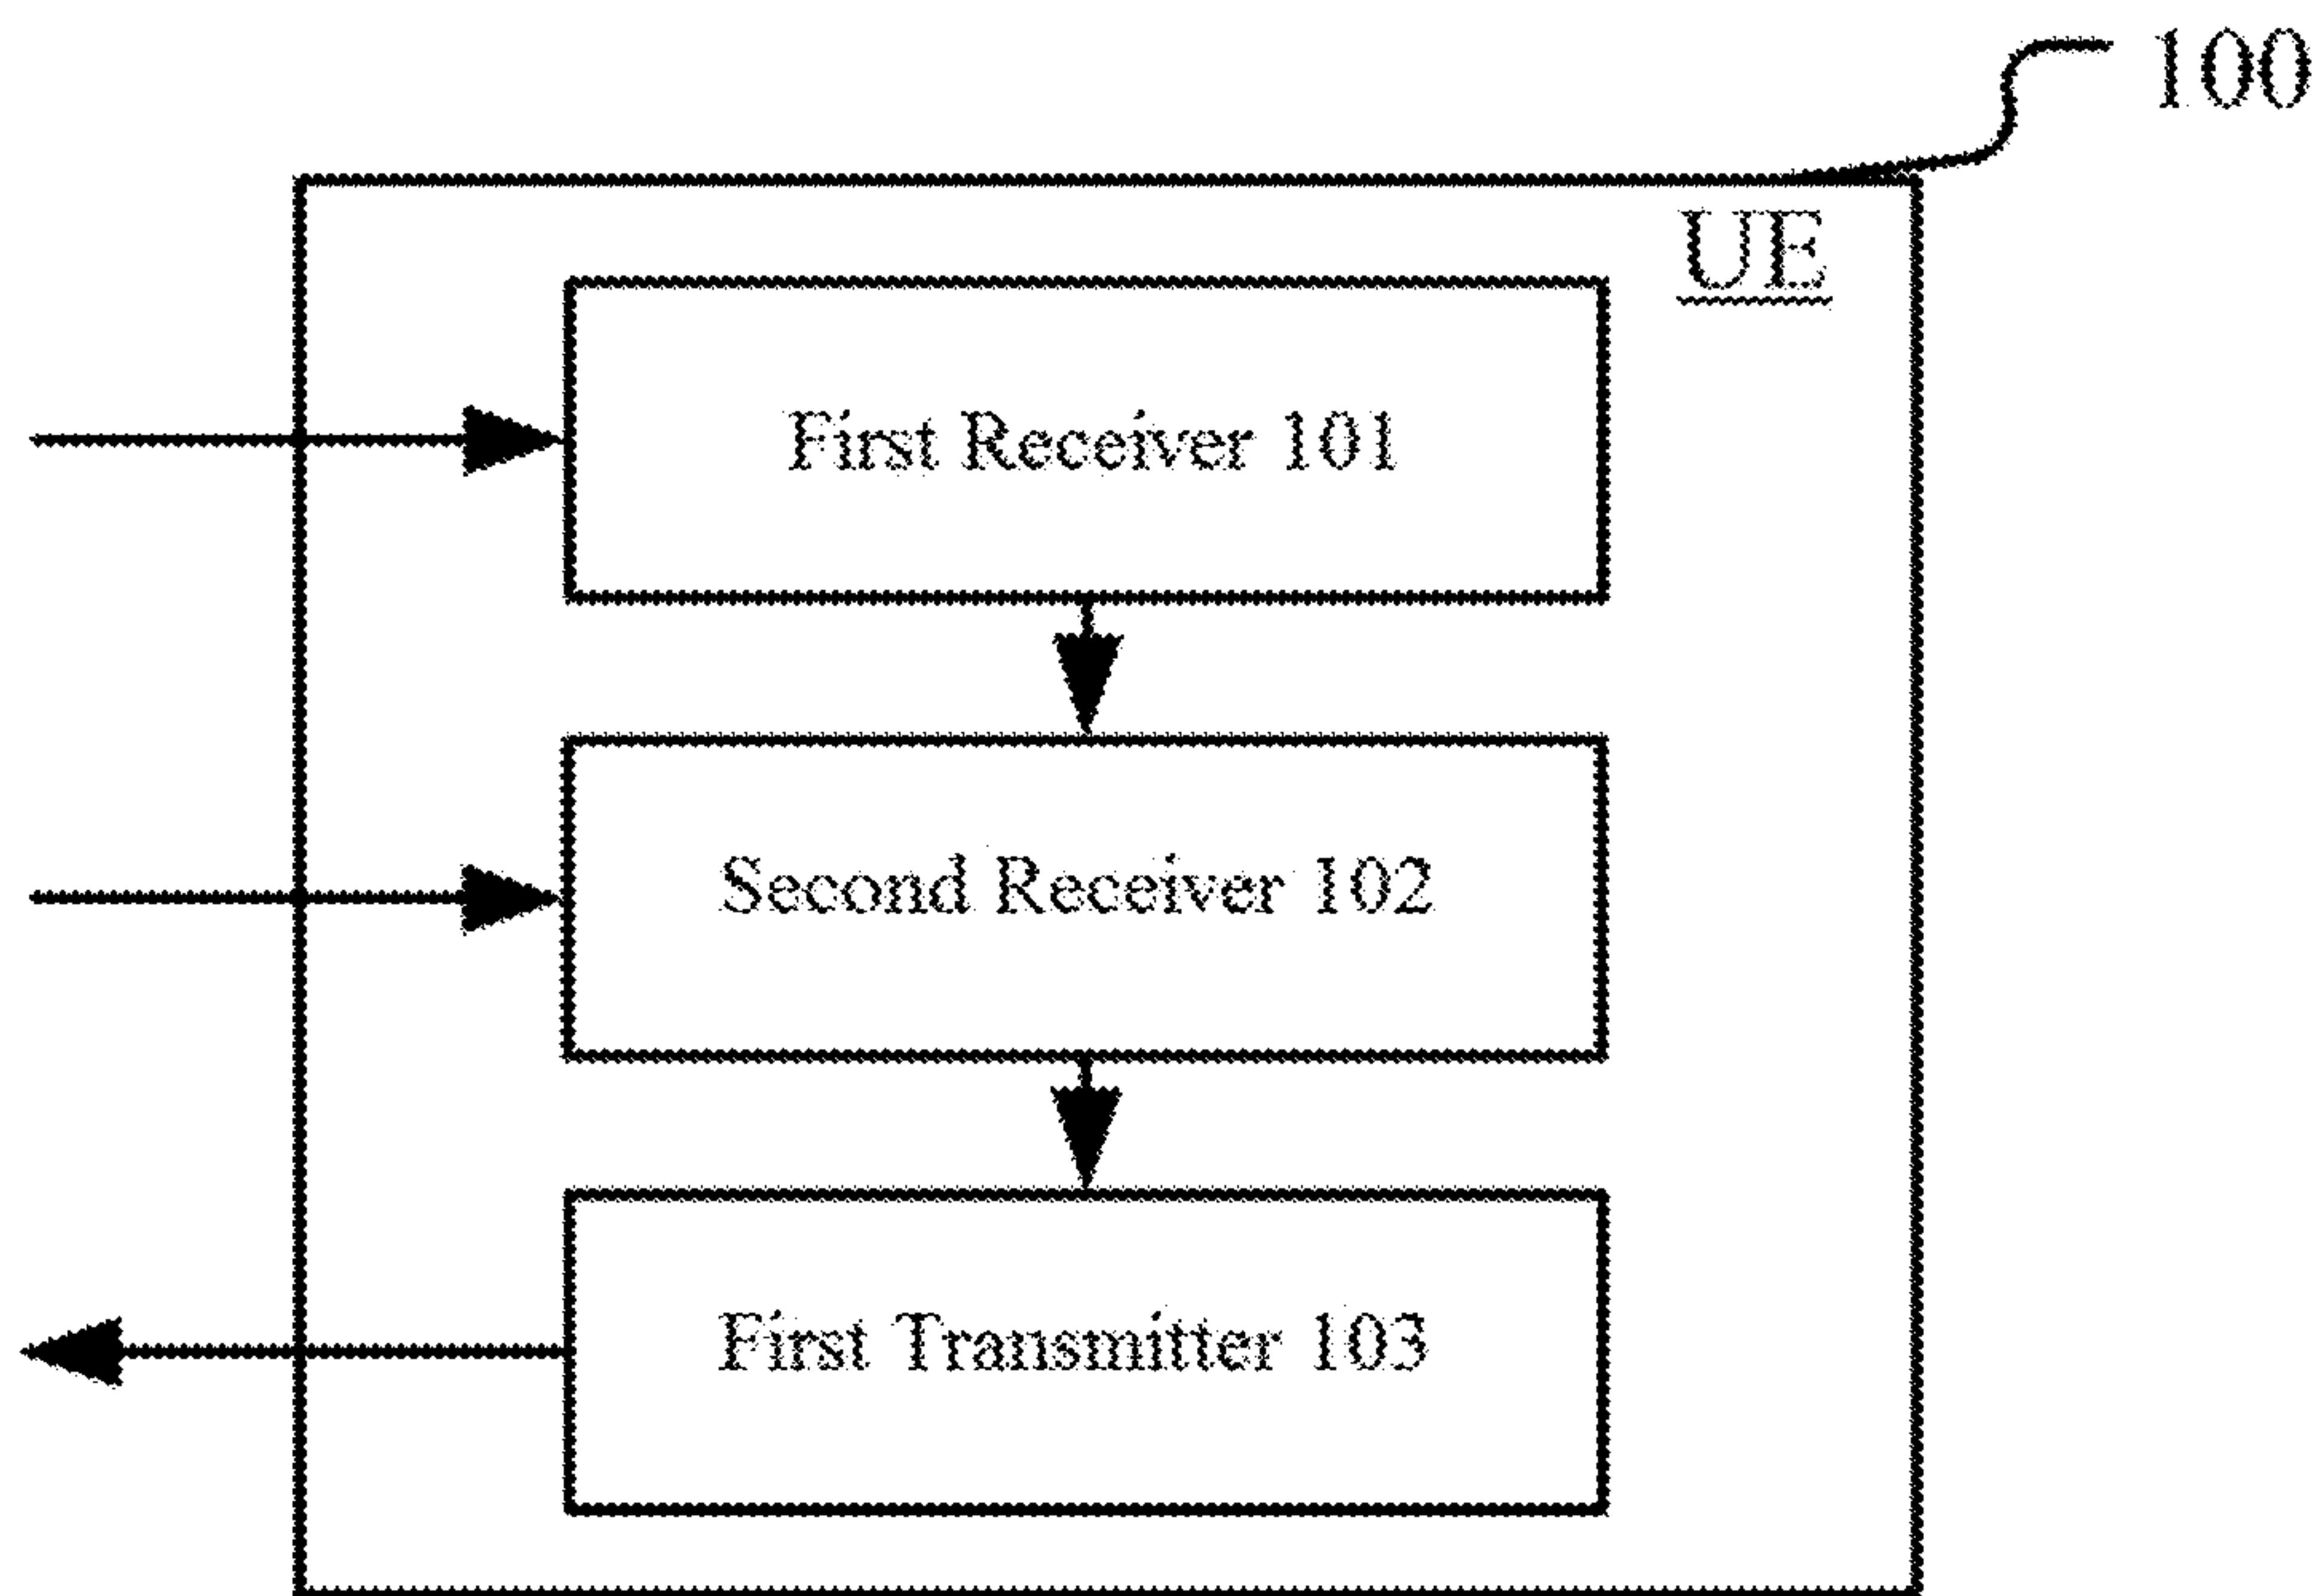 100
UE
First Receiver 101
Second Receiver 102
First Transmitter 103